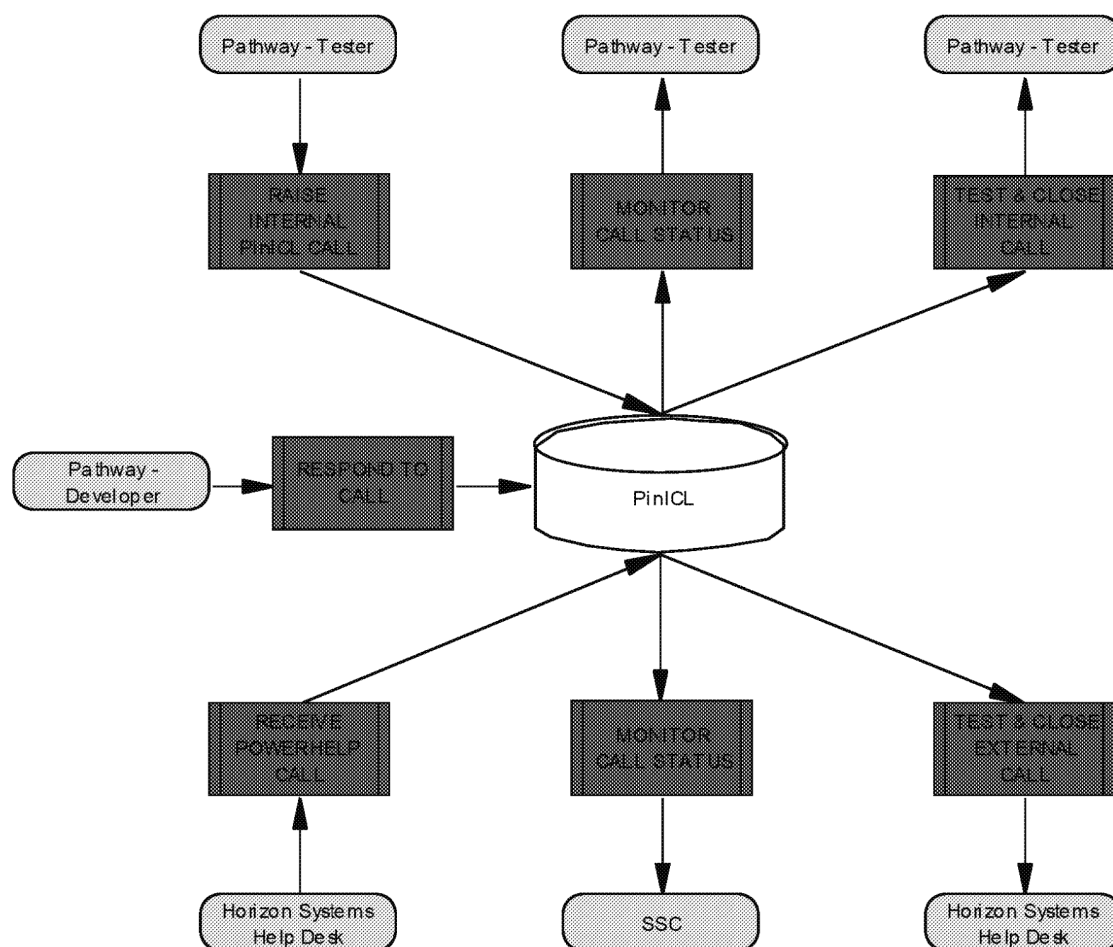 Pathway - Tester
Pathway - Tester
Pathway - Tester
RAISE
INTERNAL
PinICL CALL
MONITOR
CALL STATUS
TEST & CLOSE
INTERNAL
CALL
Pathway -
Developer
RESPOND TO
CALL
PinICL
RECEIVE
POWERHELP
CALL
MONITOR
CALL STATUS
TEST & CLOSE
EXTERNAL
CALL
Horizon Systems
Help Desk
SSC
Horizon Systems
Help Desk